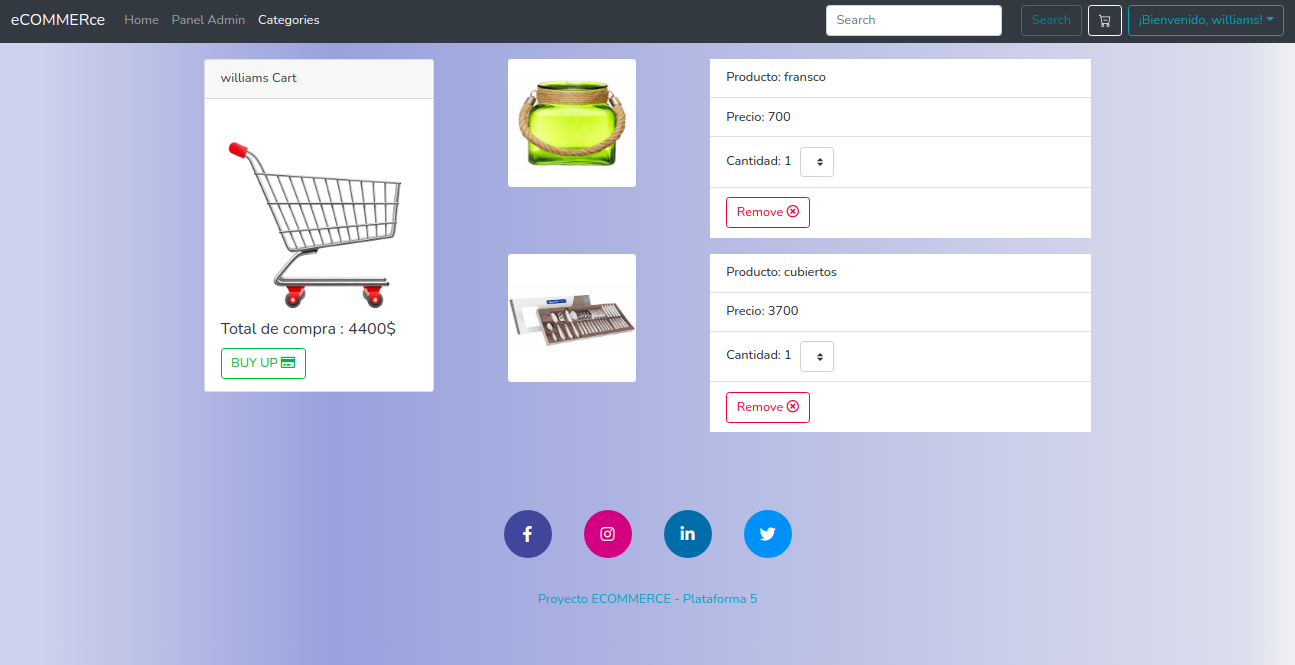 eCOMMERce Home Panel Admin Categories Search Search ¡Bienvenido, williams!
williams Cart
Total de compra : 4400$
BUY UP
Producto: fransco
Precio: 700
Cantidad: 1
Remove
Producto: cubiertos
Precio: 3700
Cantidad: 1
Remove
Proyecto ECOMMERCE - Plataforma 5